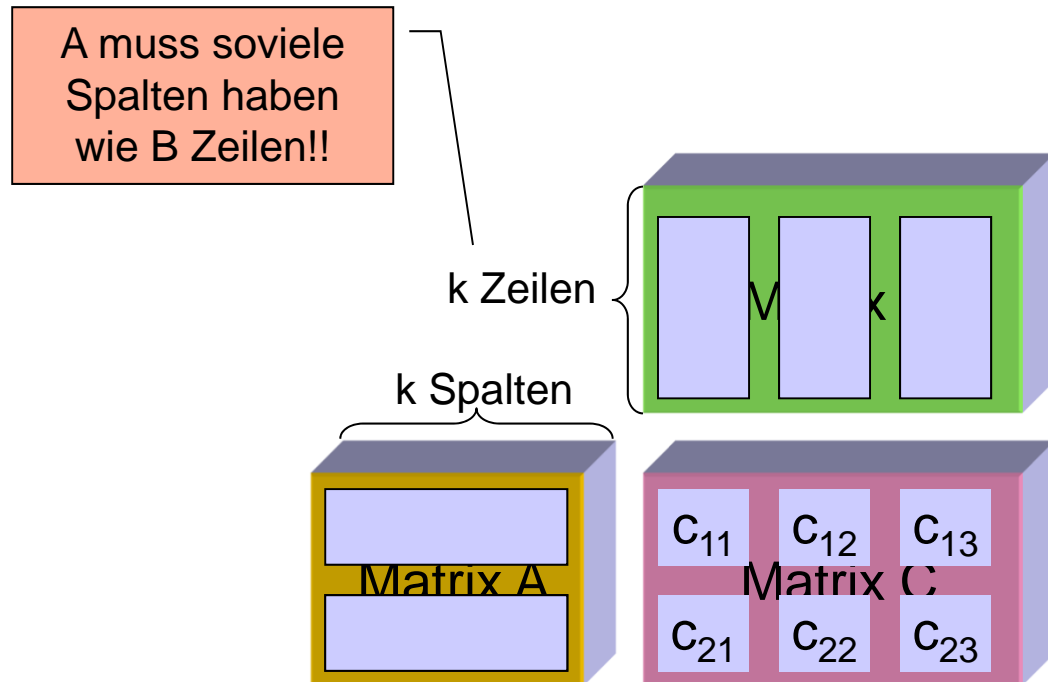 A muss soviele
Spalten haben
wie B Zeilen!!
k Zeilen
k Spalten
Matrix A
Matrix C
c₁₁ c₁₂ c₁₃
c₂₁ c₂₂ c₂₃